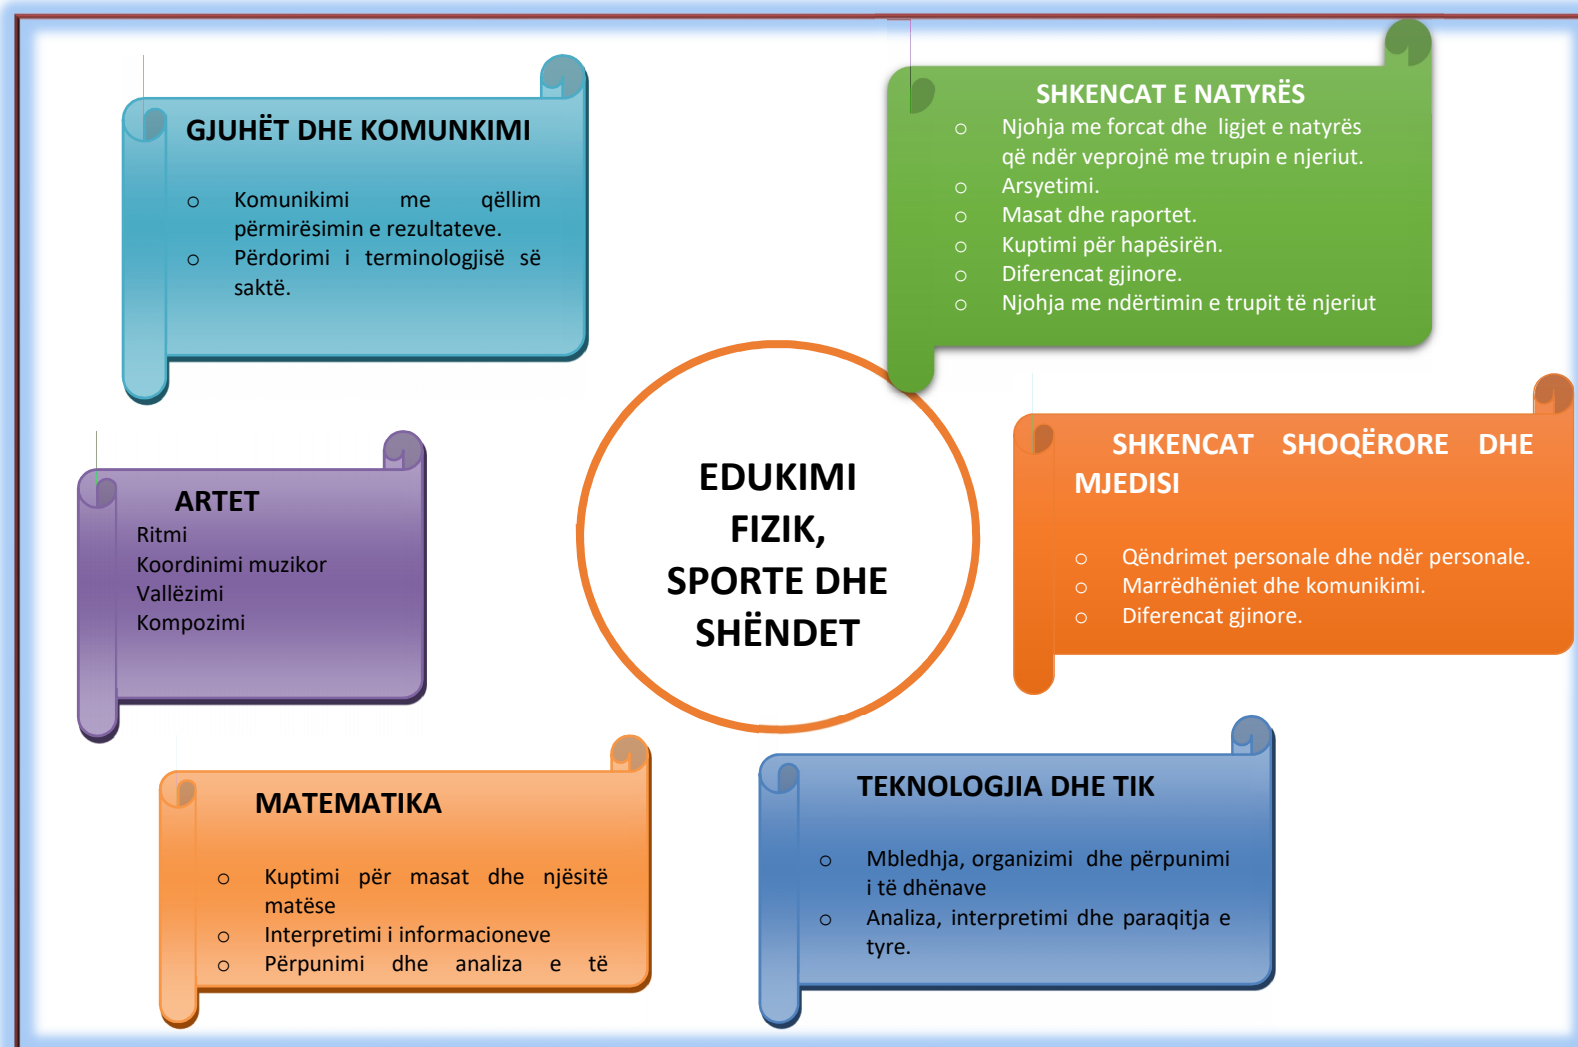 GJUHËT DHE KOMUNKIMI
o Komunikimi me qëllim
përmirësimin e rezultateve.
o Përdorimi i terminologjisë së
saktë.
SHKENCAT E NATYRËS
o Njohja me forcat dhe ligjet e natyrës
që ndër veprojnë me trupin e njeriut.
o Arsyetimi.
o Masat dhe raportet.
o Kuptimi për hapësirën.
o Diferencat gjinore.
o Njohja me ndërtimin e trupit të njeriut
ARTET
Ritmi
Koordinimi muzikor
Vallëzimi
Kompozimi
EDUKIMI
FIZIK,
SPORTE DHE
SHËNDET
SHKENCAT SHOQËRORE DHE
MJEDISI
o Qëndrimet personale dhe ndër personale.
o Marrëdhëniet dhe komunikimi.
o Diferencat gjinore.
MATEMATIKA
o Kuptimi për masat dhe njësitë
matëse
o Interpretimi i informacioneve
o Përpunimi dhe analiza e të
TEKNOLOGJIA DHE TIK
o Mbledhja, organizimi dhe përpunimi
i të dhënave
o Analiza, interpretimi dhe paraqitja e
tyre.